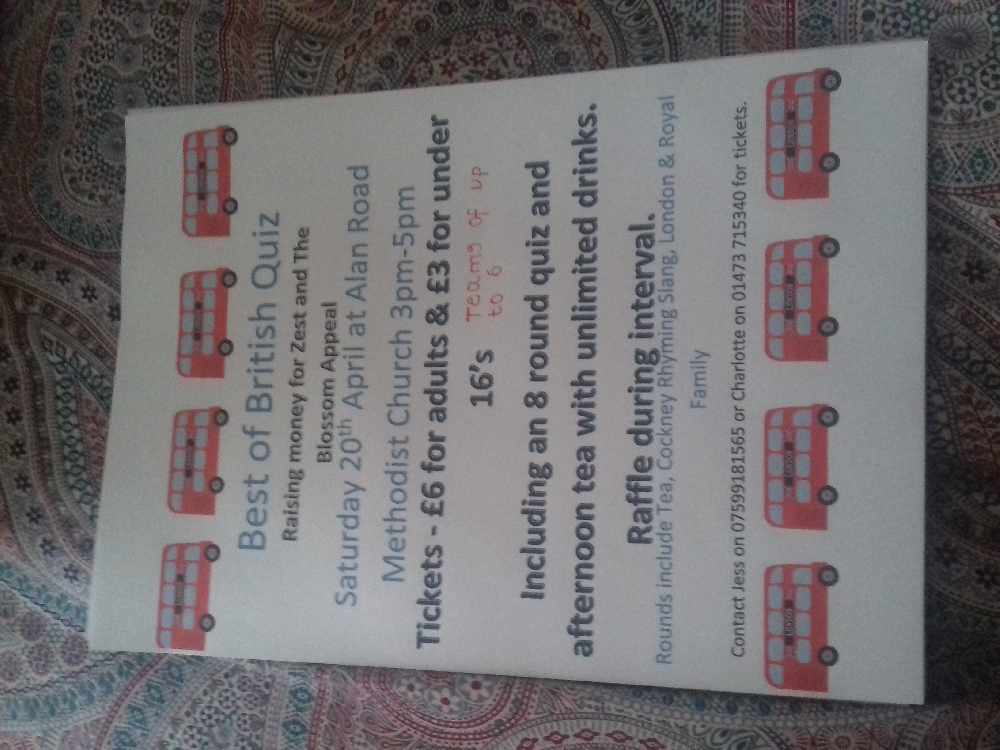 Best of British Quiz
Raising money for Zest and The
Blossom Appeal
Saturday 20th April at Alan Road
Methodist Church 3pm-5pm
Tickets - £6 for adults & £3 for under
16's
Teams of up
to 6
Including an 8 round quiz and
afternoon tea with unlimited drinks.
Raffle during interval.
Rounds include Tea, Cockney Rhyming Slang, London & Royal
Family
Contact Jess on 07599181565 or Charlotte on 01473 715340 for tickets.